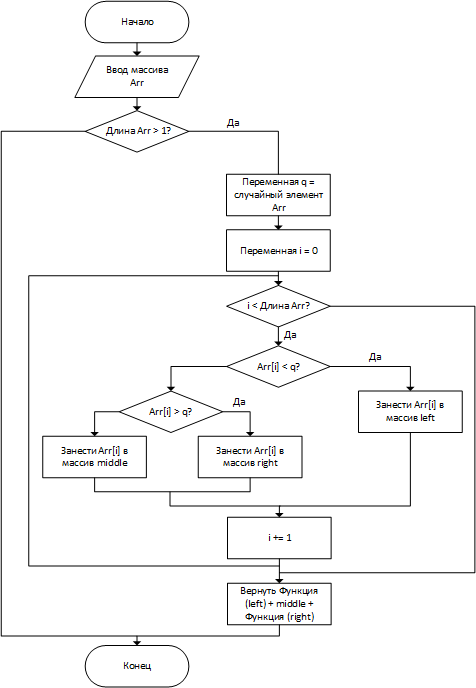 Начало
Ввод массива
Arr
Длина Arr > 1?
Да
Переменная q =
случайный элемент
Arr
Переменная i = 0
i < Длина Arr?
Да
Arr[i] < q?
Да
Arr[i] > q?
Да
Занести Arr[i] в
массив left
Занести Arr[i] в
массив middle
Занести Arr[i] в
массив right
i += 1
Вернуть Функция
(left) + middle +
Функция (right)
Конец